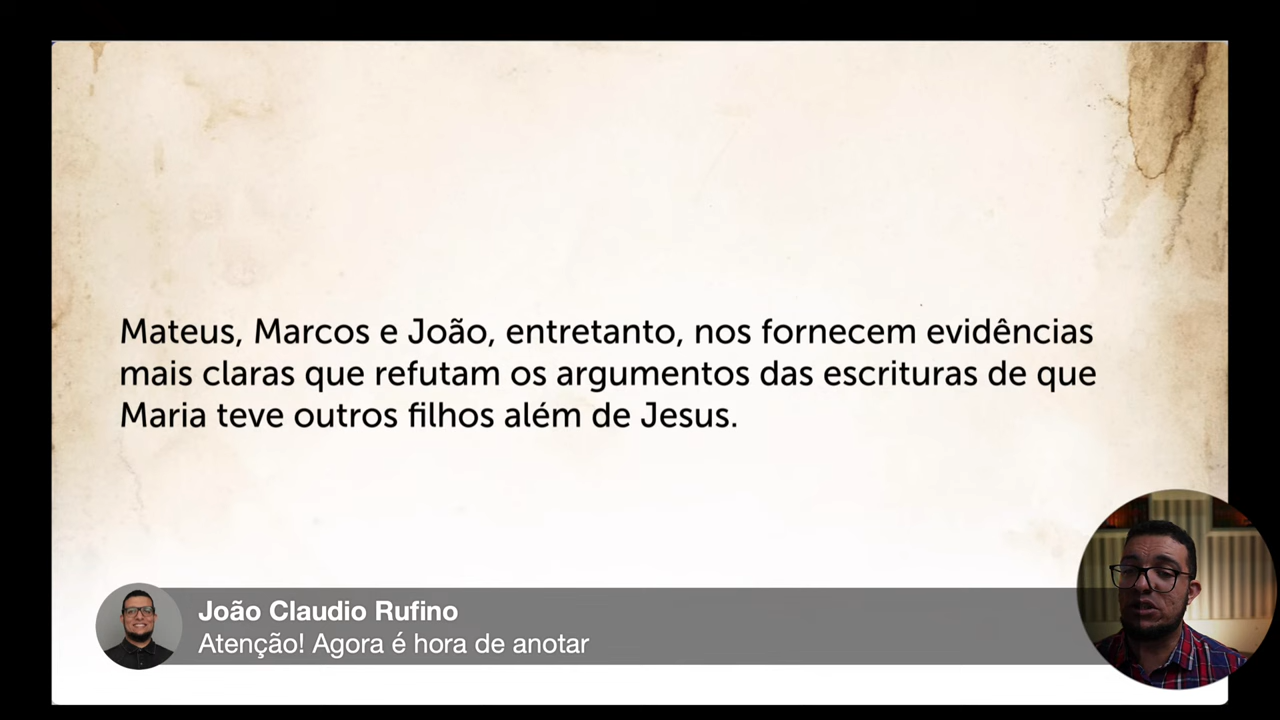 Mateus, Marcos e João, entretanto, nos fornecem evidências
mais claras que refutam os argumentos das escrituras de que
Maria teve outros filhos além de Jesus.
João Claudio Rufino
Atenção! Agora é hora de anotar